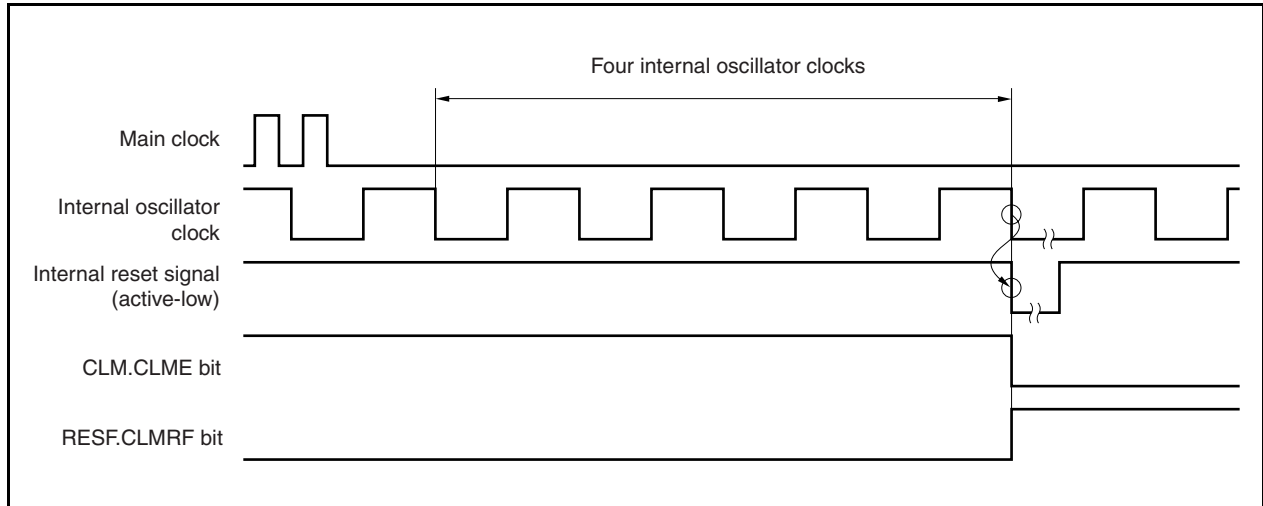 Four internal oscillator clocks
Main clock
Internal oscillator
clock
Internal reset signal
(active-low)
CLM.CLME bit
RESF.CLMRF bit